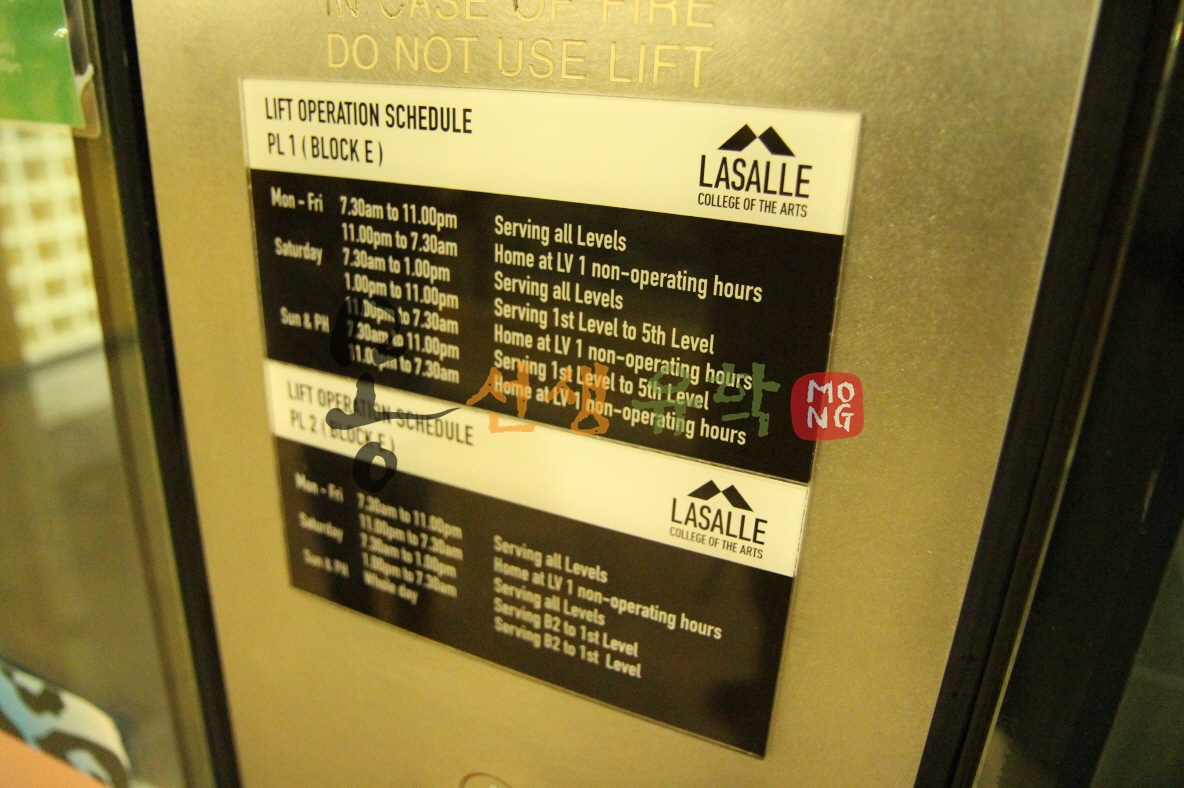 IN CASE OF FIRE
DO NOT USE LIFT
LIFT OPERATION SCHEDULE
PL 1 ( BLOCK E )
LASALLE
COLLEGE OF THE ARTS
Mon - Fri 7.30am to 11.00pm Serving all Levels
11.00pm to 7.30am Home at LV 1 non-operating hours
Saturday 7.30am to 1.00pm Serving all Levels
1.00pm to 11.00pm Serving 1st Level to 5th Level
11.00pm to 7.30am Home at LV 1 non-operating hours
Sun & PH 7.30am to 11.00pm Serving 1st Level to 5th Level
11.00pm to 7.30am Home at LV 1 non-operating hours
몽선생유학
MO
NG
LIFT OPERATION SCHEDULE
PL 2 ( BLOCK E )
LASALLE
COLLEGE OF THE ARTS
Mon - Fri 7.30am to 11.00pm Serving all Levels
11.00pm to 7.30am Home at LV 1 non-operating hours
Saturday 7.30am to 1.00pm Serving all Levels
1.00pm to 7.30am Serving B2 to 1st Level
Sun & PH Whole day Serving B2 to 1st Level